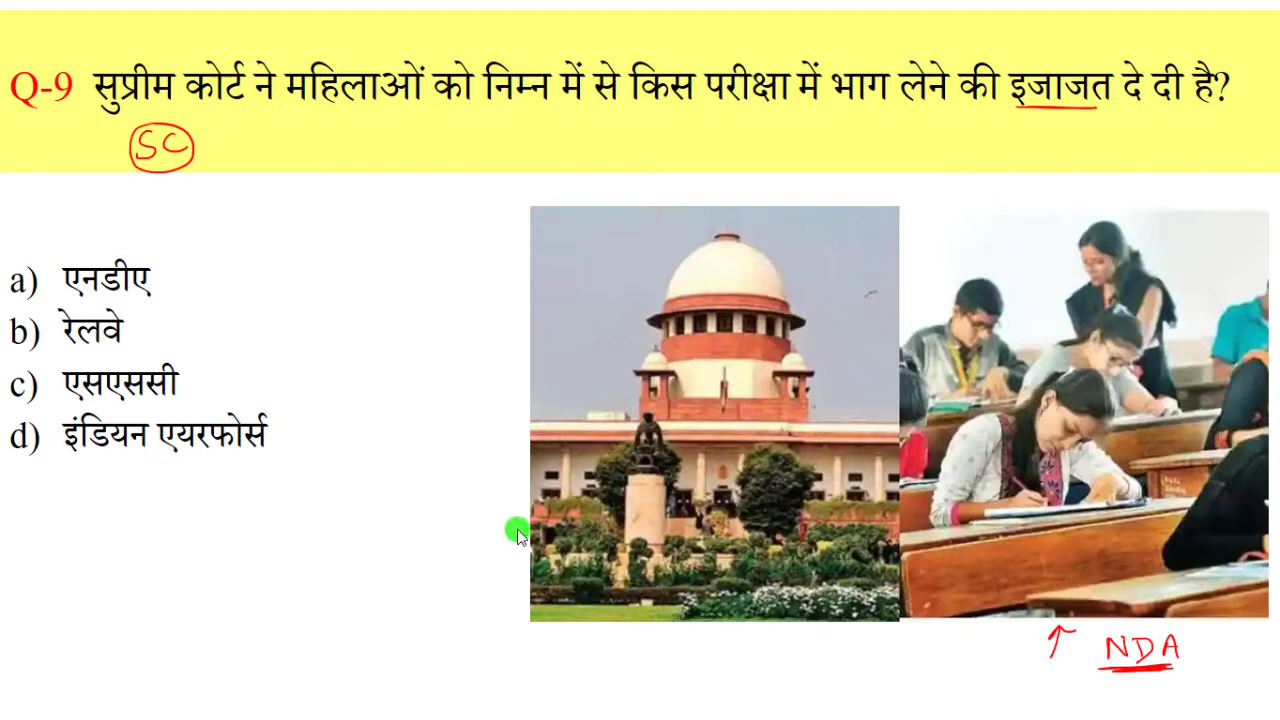 Q-9 सुप्रीम कोर्ट ने महिलाओं को निम्न में से किस परीक्षा में भाग लेने की इजाजत दे दी है?
SC
a) एनडीए
b) रेलवे
c) एसएससी
d) इंडियन एयरफोर्स
NDA